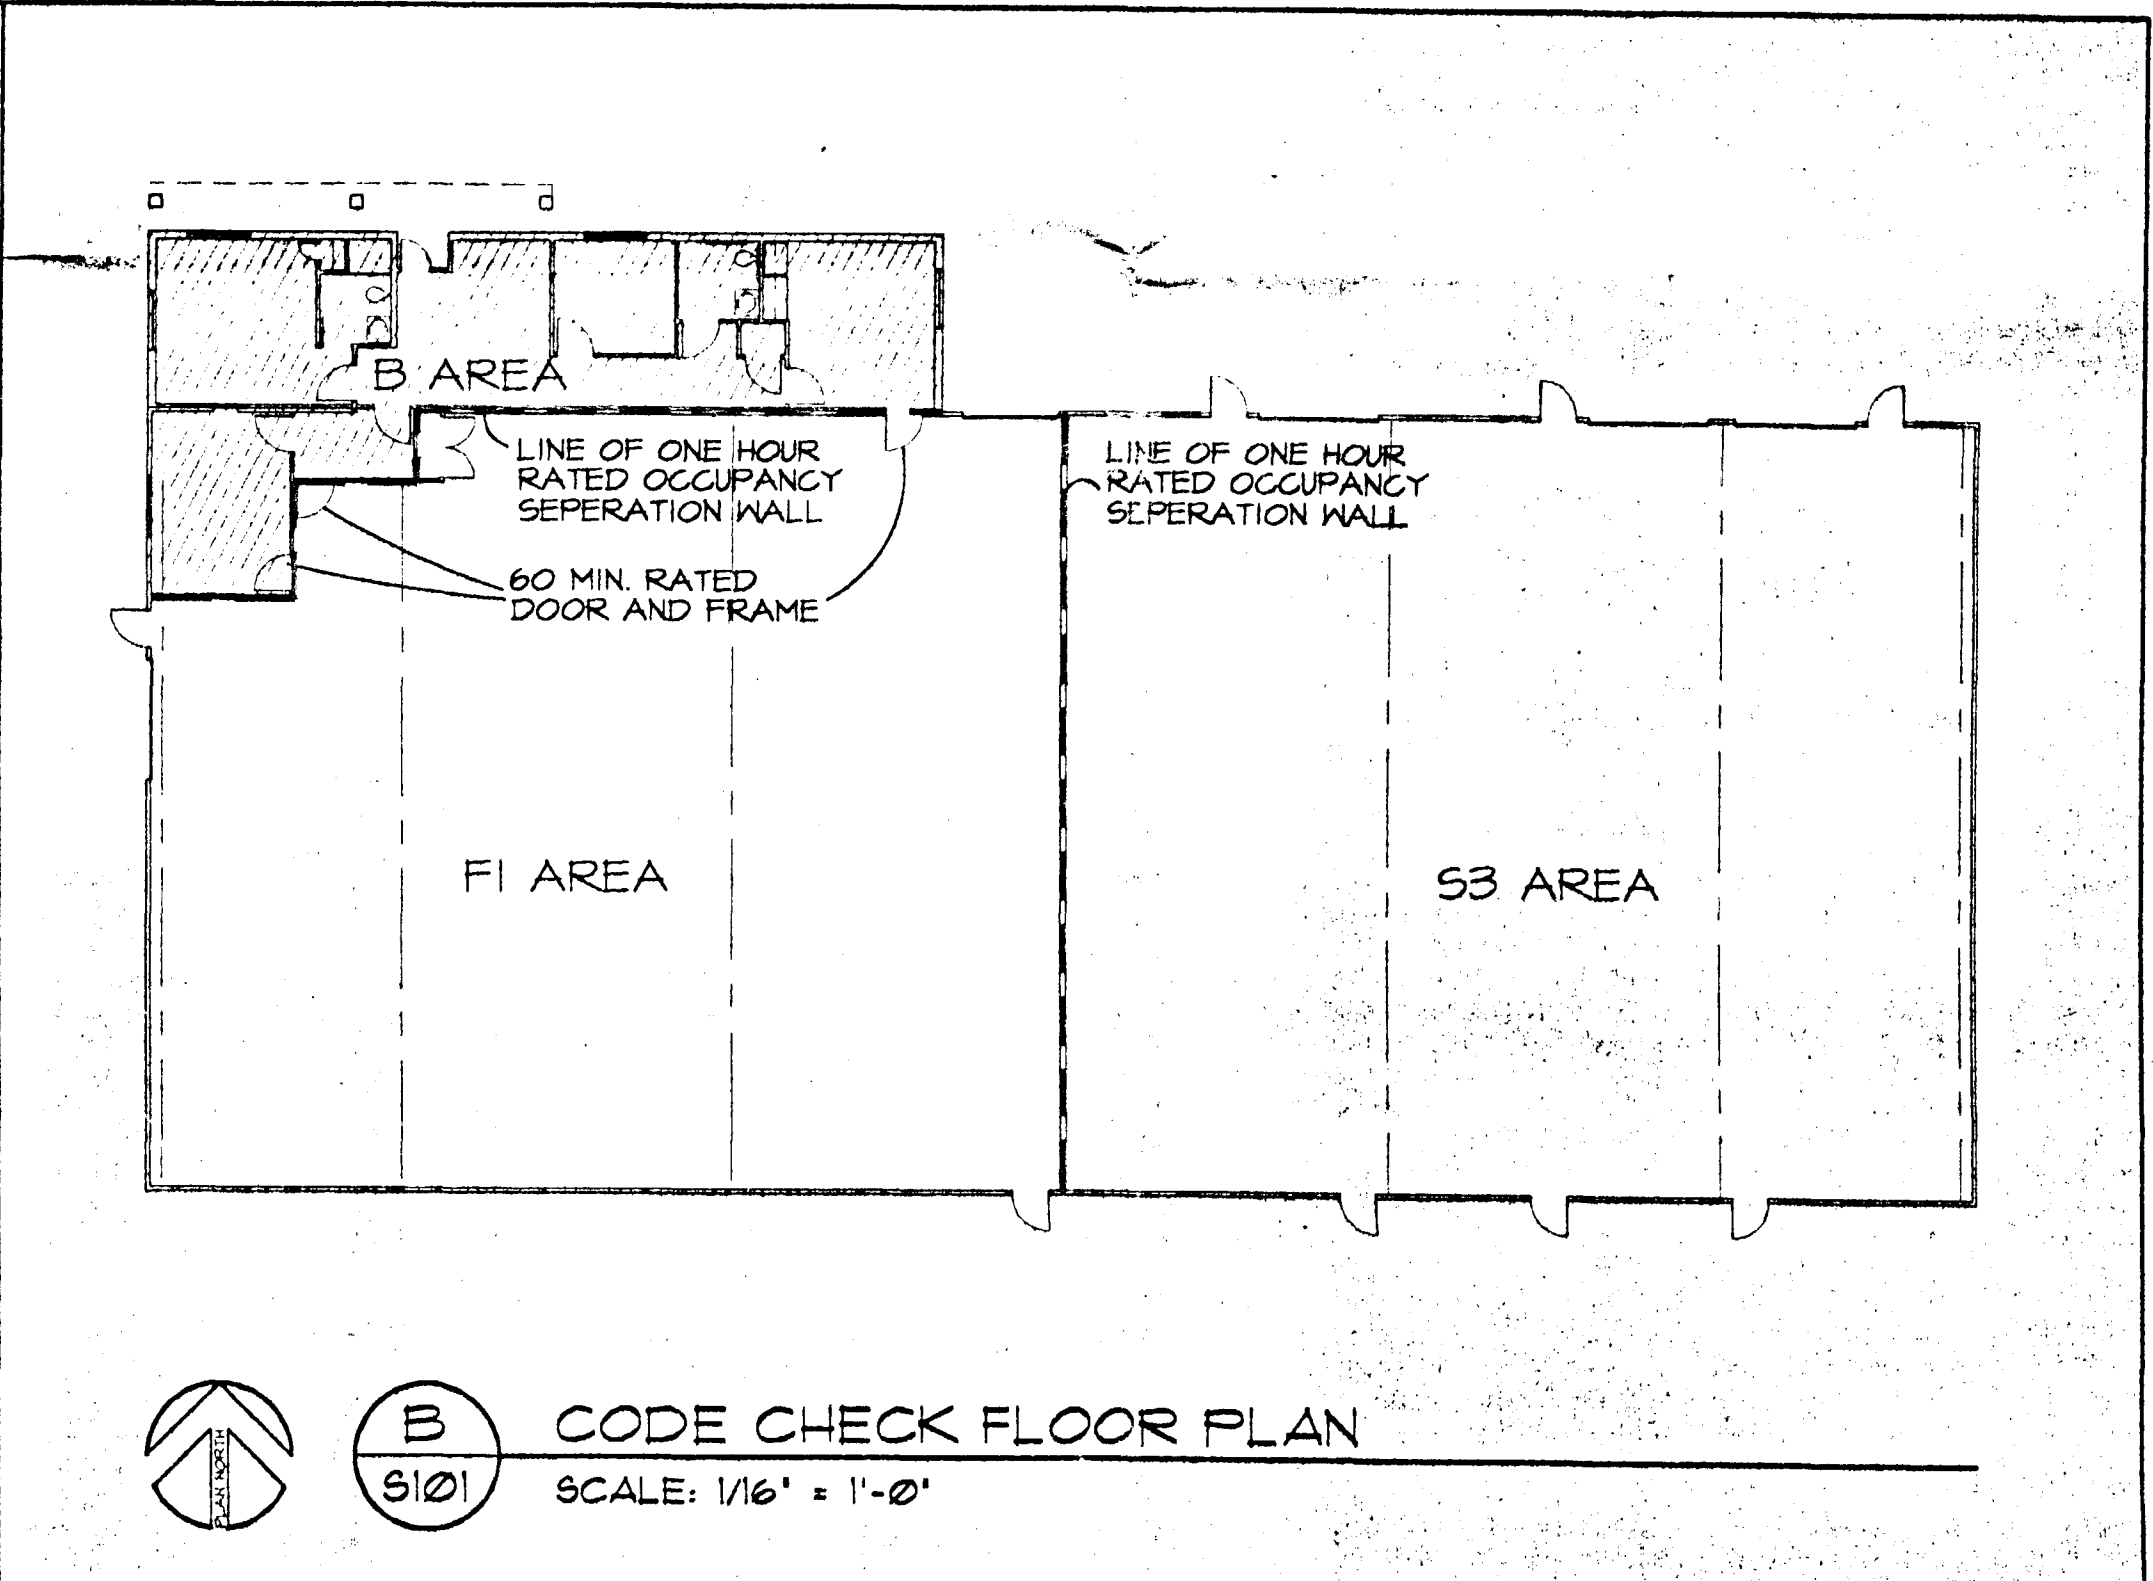 B AREA
LINE OF ONE HOUR
RATED OCCUPANCY
SEPERATION WALL
LINE OF ONE HOUR
RATED OCCUPANCY
SEPERATION WALL
60 MIN. RATED
DOOR AND FRAME
F1 AREA
S3 AREA
PLAN NORTH
B
S101
CODE CHECK FLOOR PLAN
SCALE: 1/16" = 1'-0"